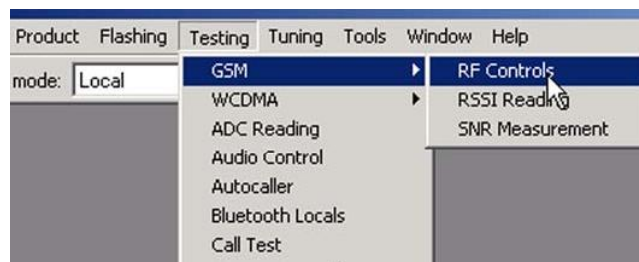 Product Flashing Testing Tuning Tools Window Help
mode: Local
GSM
WCDMA
ADC Reading
Audio Control
Autocaller
Bluetooth Locals
Call Test
RF Controls
RSSI Reading
SNR Measurement